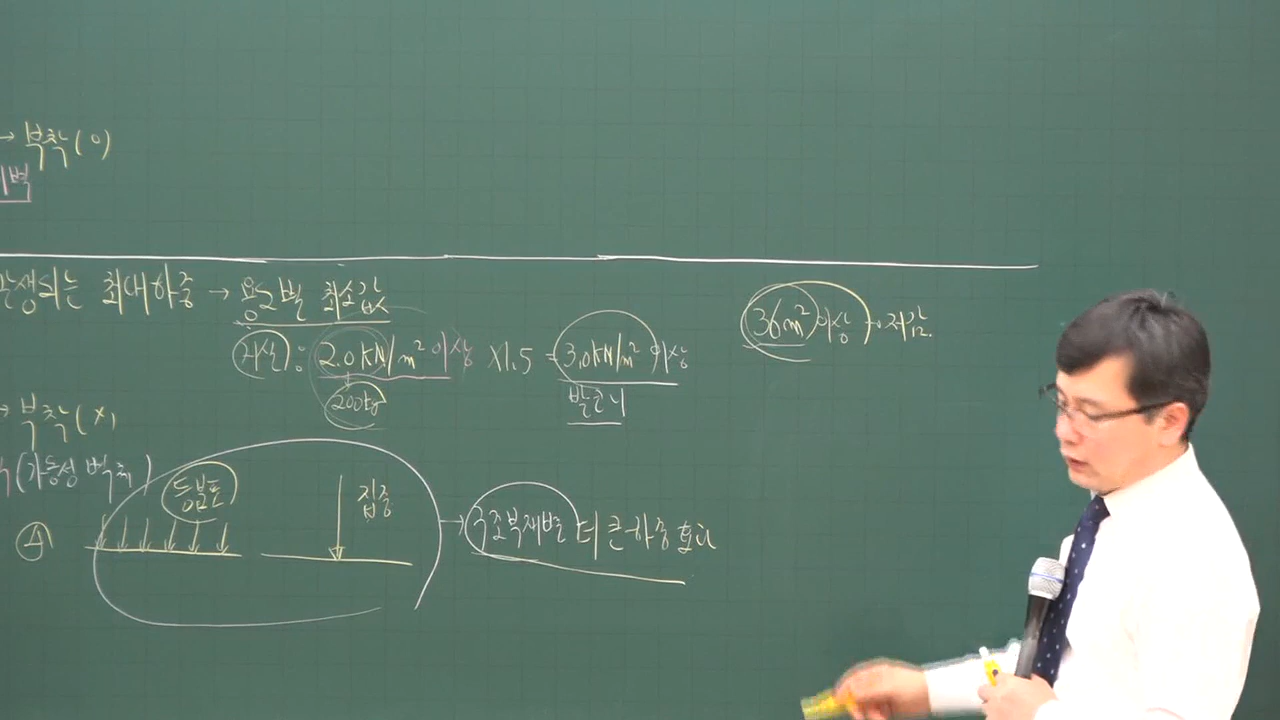 → 부착(O)
벽
발생되는 최대하중 → 용도별 최소값
거실 : 2.0kN/m² 이상 ×1.5 = 3.0kN/m² 이상
200kg
발코니
36m² 이상 → 저감
→ 부착(×)
(가동성 벽체)
④
등분포
집중
→ 구조부재별 더 큰 하중